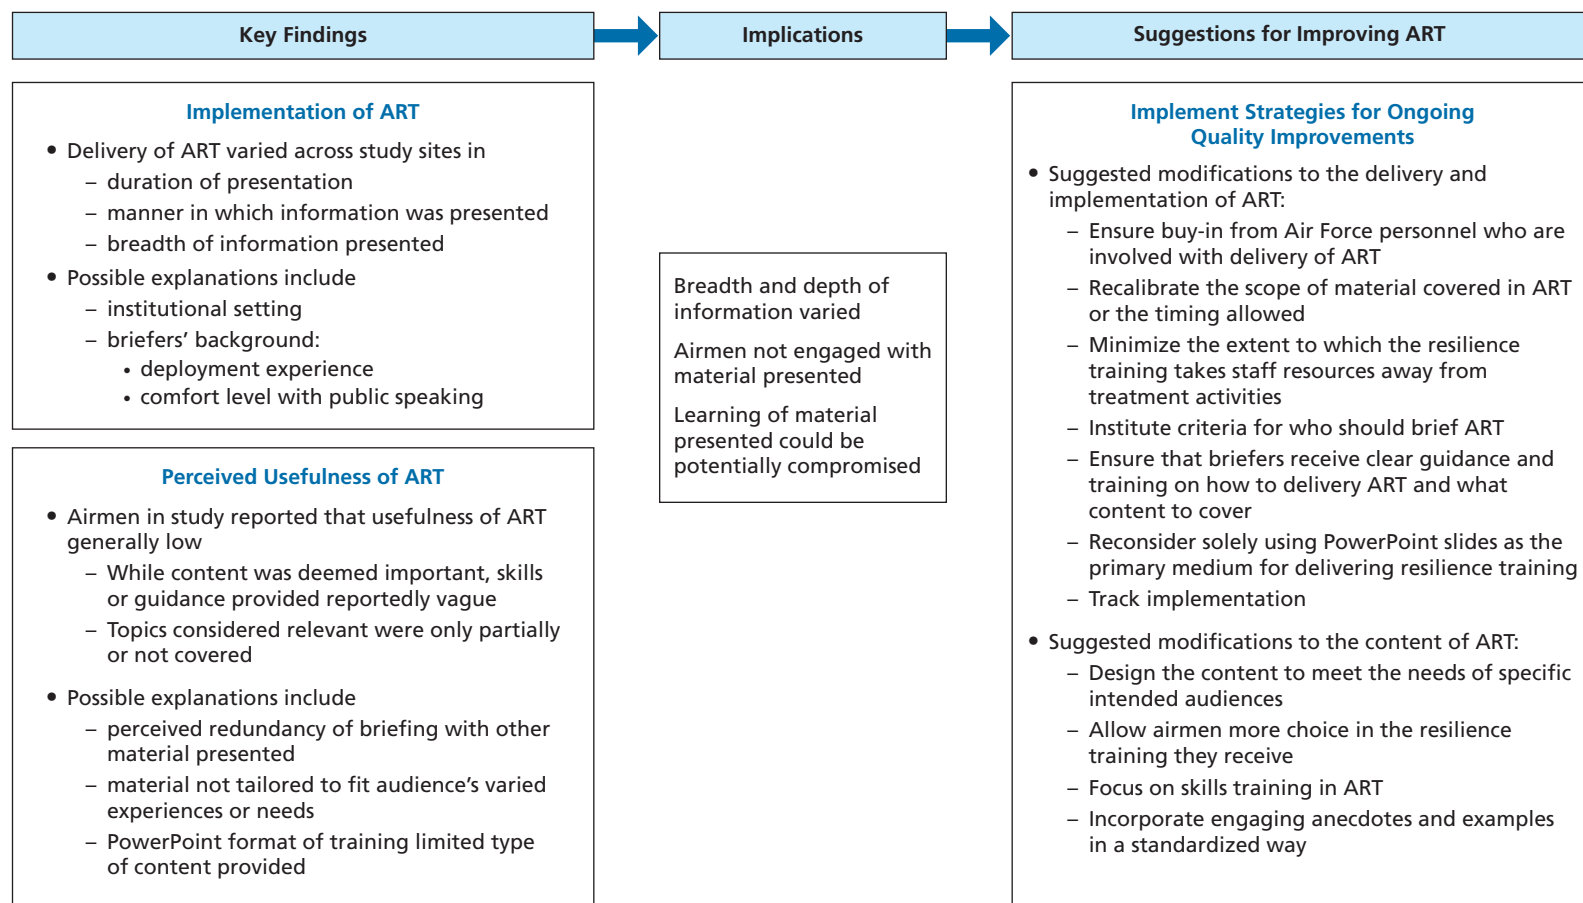 Key Findings
Implications
Suggestions for Improving ART
Implementation of ART
• Delivery of ART varied across study sites in
– duration of presentation
– manner in which information was presented
– breadth of information presented
• Possible explanations include
– institutional setting
– briefers’ background:
• deployment experience
• comfort level with public speaking
Perceived Usefulness of ART
• Airmen in study reported that usefulness of ART
generally low
– While content was deemed important, skills
or guidance provided reportedly vague
– Topics considered relevant were only partially
or not covered
• Possible explanations include
– perceived redundancy of briefing with other
material presented
– material not tailored to fit audience’s varied
experiences or needs
– PowerPoint format of training limited type
of content provided
Breadth and depth of
information varied
Airmen not engaged with
material presented
Learning of material
presented could be
potentially compromised
Implement Strategies for Ongoing
Quality Improvements
• Suggested modifications to the delivery and
implementation of ART:
– Ensure buy-in from Air Force personnel who are
involved with delivery of ART
– Recalibrate the scope of material covered in ART
or the timing allowed
– Minimize the extent to which the resilience
training takes staff resources away from
treatment activities
– Institute criteria for who should brief ART
– Ensure that briefers receive clear guidance and
training on how to delivery ART and what
content to cover
– Reconsider solely using PowerPoint slides as the
primary medium for delivering resilience training
– Track implementation
• Suggested modifications to the content of ART:
– Design the content to meet the needs of specific
intended audiences
– Allow airmen more choice in the resilience
training they receive
– Focus on skills training in ART
– Incorporate engaging anecdotes and examples
in a standardized way